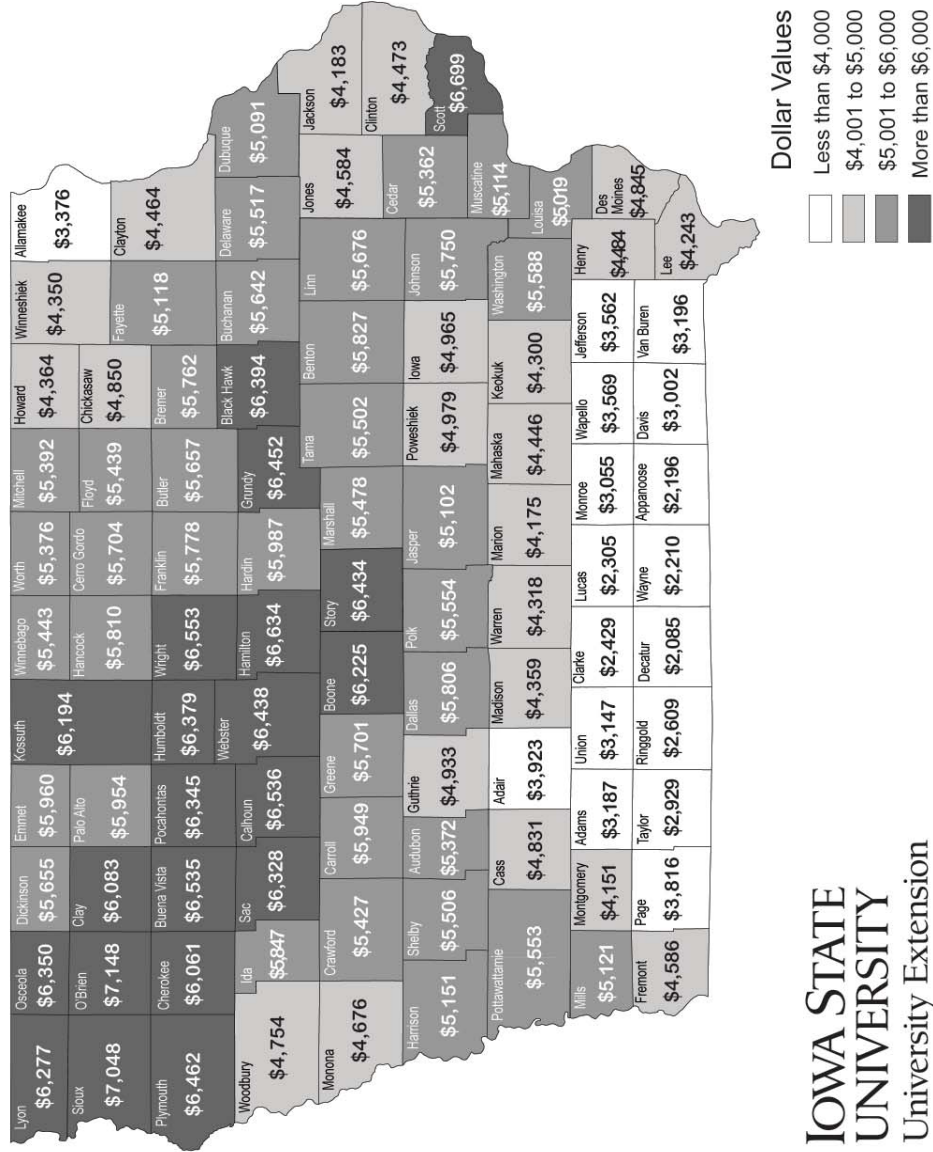 Lyon
$6,277
Osceola
$6,350
Dickinson
$5,655
Emmet
$5,960
Kossuth
$6,194
Winnebago
$5,443
Worth
$5,376
Mitchell
$5,392
Howard
$4,364
Winneshiek
$4,350
Allamakee
$3,376
Sioux
$7,048
O'Brien
$7,148
Clay
$6,083
Palo Alto
$5,954
Hancock
$5,810
Cerro Gordo
$5,704
Floyd
$5,439
Chickasaw
$4,850
Fayette
$5,118
Clayton
$4,464
Plymouth
$6,462
Cherokee
$6,061
Buena Vista
$6,535
Pocahontas
$6,345
Humboldt
$6,379
Wright
$6,553
Franklin
$5,778
Butler
$5,657
Bremer
$5,762
Woodbury
$4,754
Ida
$5,847
Sac
$6,328
Calhoun
$6,536
Webster
$6,438
Hamilton
$6,634
Hardin
$5,987
Grundy
$6,452
Black Hawk
$6,394
Buchanan
$5,642
Delaware
$5,517
Dubuque
$5,091
Monona
$4,676
Crawford
$5,427
Carroll
$5,949
Greene
$5,701
Boone
$6,225
Story
$6,434
Marshall
$5,478
Tama
$5,502
Benton
$5,827
Linn
$5,676
Jones
$4,584
Jackson
$4,183
Clinton
$4,473
Harrison
$5,151
Shelby
$5,506
Audubon
$5,372
Guthrie
$4,933
Dallas
$5,806
Polk
$5,554
Jasper
$5,102
Poweshiek
$4,979
Iowa
$4,965
Johnson
$5,750
Cedar
$5,362
Scott
$6,699
Muscatine
$5,114
Pottawattamie
$5,553
Cass
$4,831
Adair
$3,923
Madison
$4,359
Warren
$4,318
Marion
$4,175
Mahaska
$4,446
Keokuk
$4,300
Washington
$5,588
Louisa
$5,019
Mills
$5,121
Montgomery
$4,151
Adams
$3,187
Union
$3,147
Clarke
$2,429
Lucas
$2,305
Monroe
$3,055
Wapello
$3,569
Jefferson
$3,562
Henry
$4,484
Des
Moines
$4,845
Fremont
$4,586
Page
$3,816
Taylor
$2,929
Ringgold
$2,609
Decatur
$2,085
Wayne
$2,210
Appanoose
$2,196
Davis
$3,002
Van Buren
$3,196
Lee
$4,243
Dollar Values
Less than $4,000
$4,001 to $5,000
$5,001 to $6,000
More than $6,000
IOWA STATE
UNIVERSITY
University Extension